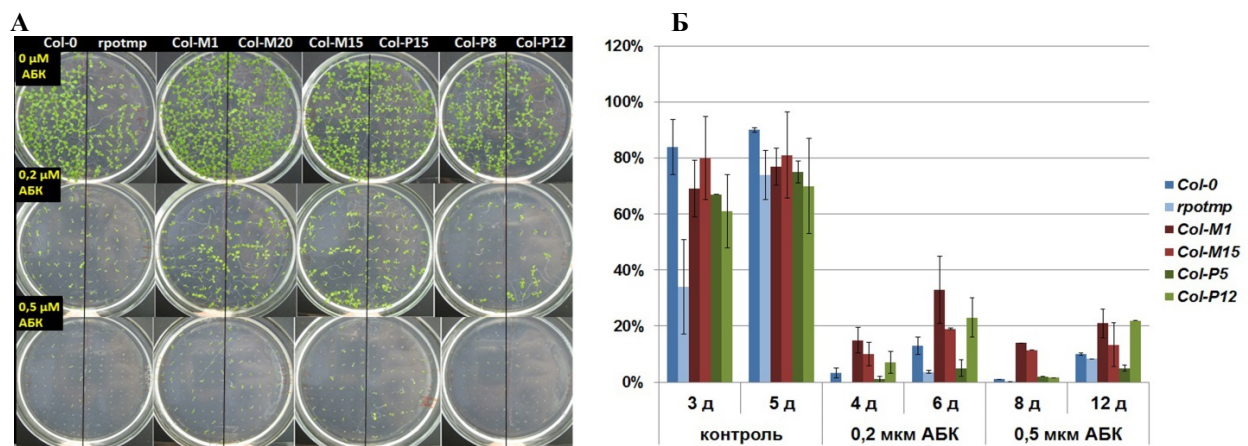 А
Col-0 rpotmp Col-M1 Col-M20 Col-M15 Col-P15 Col-P8 Col-P12
0 μM
АБК
0,2 μM
АБК
0,5 μM
АБК
Б
120%
100%
80%
60%
40%
20%
0%
3 д 5 д 4 д 6 д 8 д 12 д
контроль 0,2 мкм АБК 0,5 мкм АБК
Col-0
rpotmp
Col-M1
Col-M15
Col-P5
Col-P12